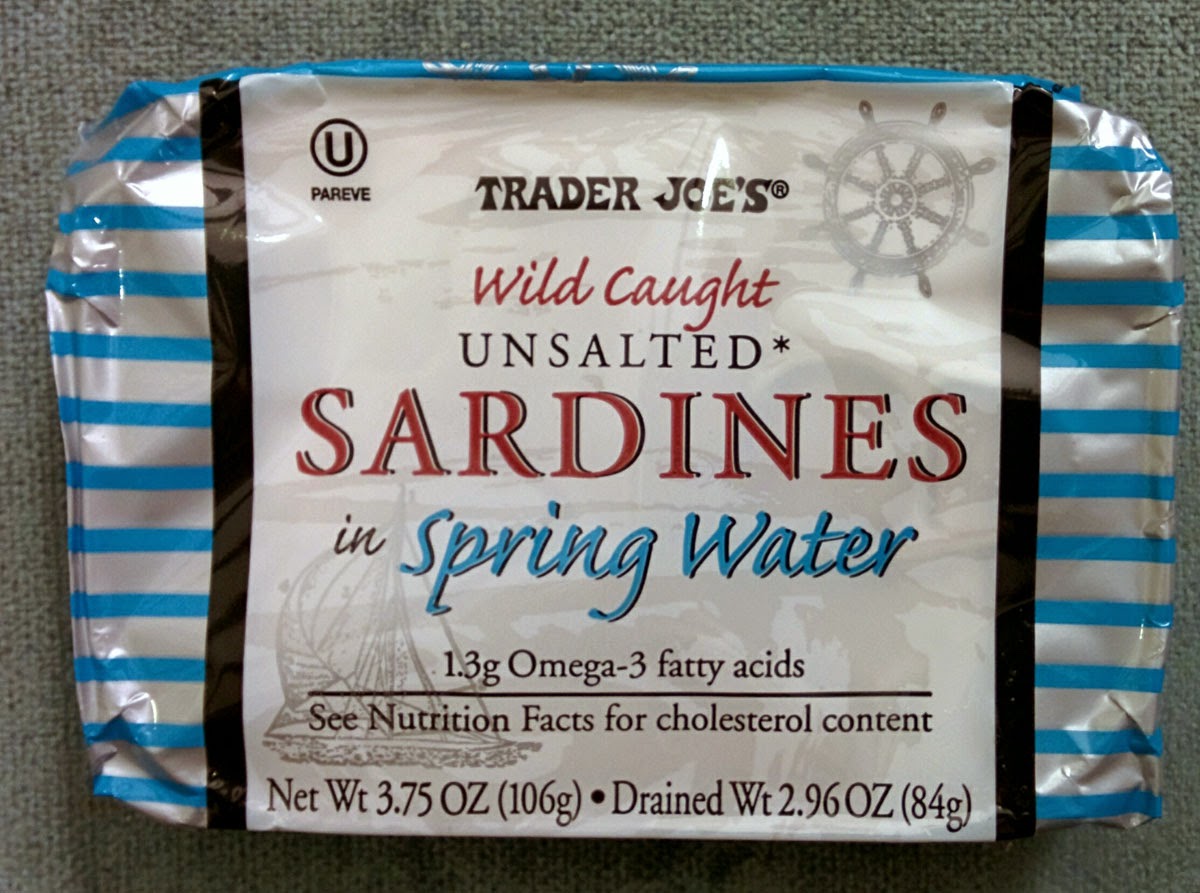 U
PAREVE
TRADER JOE'S®
Wild Caught
UNSALTED*
SARDINES
in Spring Water
1.3g Omega-3 fatty acids
See Nutrition Facts for cholesterol content
Net Wt 3.75 OZ (106g) • Drained Wt 2.96 OZ (84g)